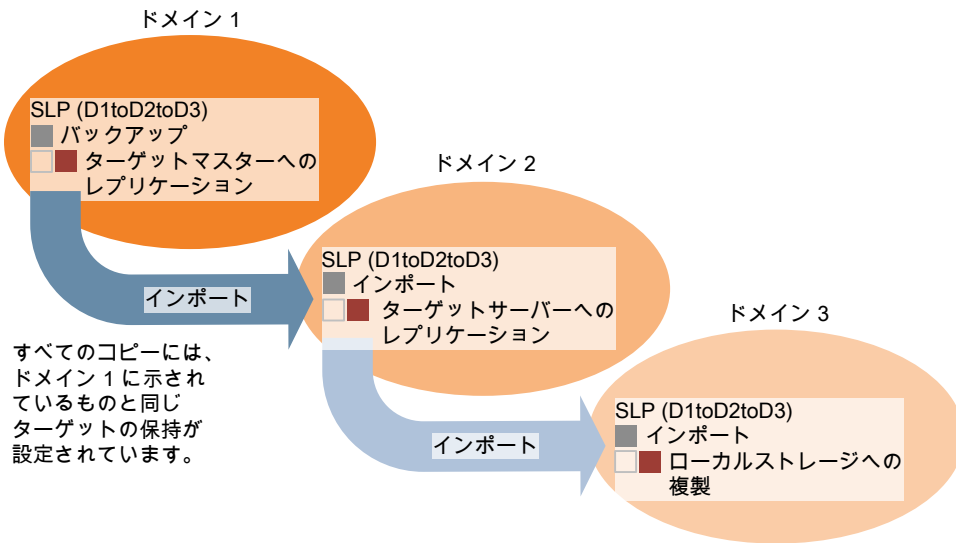 ドメイン 1
SLP (D1toD2toD3)
バックアップ
ターゲットマスターへの
レプリケーション
ドメイン 2
SLP (D1toD2toD3)
インポート
ターゲットサーバーへの
レプリケーション
インポート
ドメイン 3
SLP (D1toD2toD3)
インポート
ローカルストレージへの
複製
インポート
すべてのコピーには、
ドメイン 1 に示され
ているものと同じ
ターゲットの保持が
設定されています。